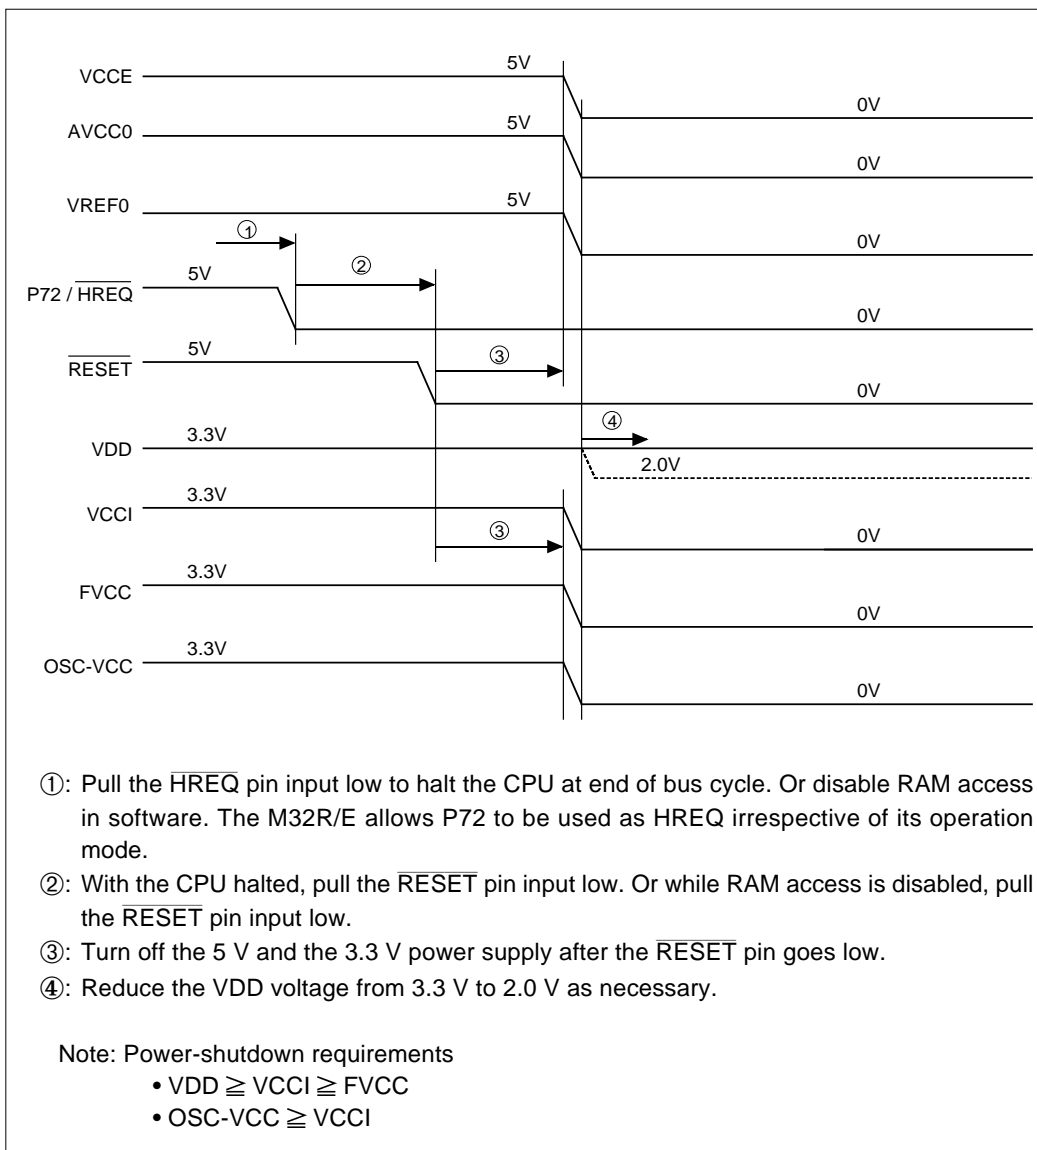 VCCE 5V 0V
AVCC0 5V 0V
VREF0 5V 0V
① ②
P72 / HREQ 5V 0V
RESET 5V ③ 0V
④
VDD 3.3V 2.0V
VCCI 3.3V ③ 0V
FVCC 3.3V 0V
OSC-VCC 3.3V 0V
①: Pull the HREQ pin input low to halt the CPU at end of bus cycle. Or disable RAM access
in software. The M32R/E allows P72 to be used as HREQ irrespective of its operation
mode.
②: With the CPU halted, pull the RESET pin input low. Or while RAM access is disabled, pull
the RESET pin input low.
③: Turn off the 5 V and the 3.3 V power supply after the RESET pin goes low.
④: Reduce the VDD voltage from 3.3 V to 2.0 V as necessary.
Note: Power-shutdown requirements
• VDD ≧ VCCI ≧ FVCC
• OSC-VCC ≧ VCCI